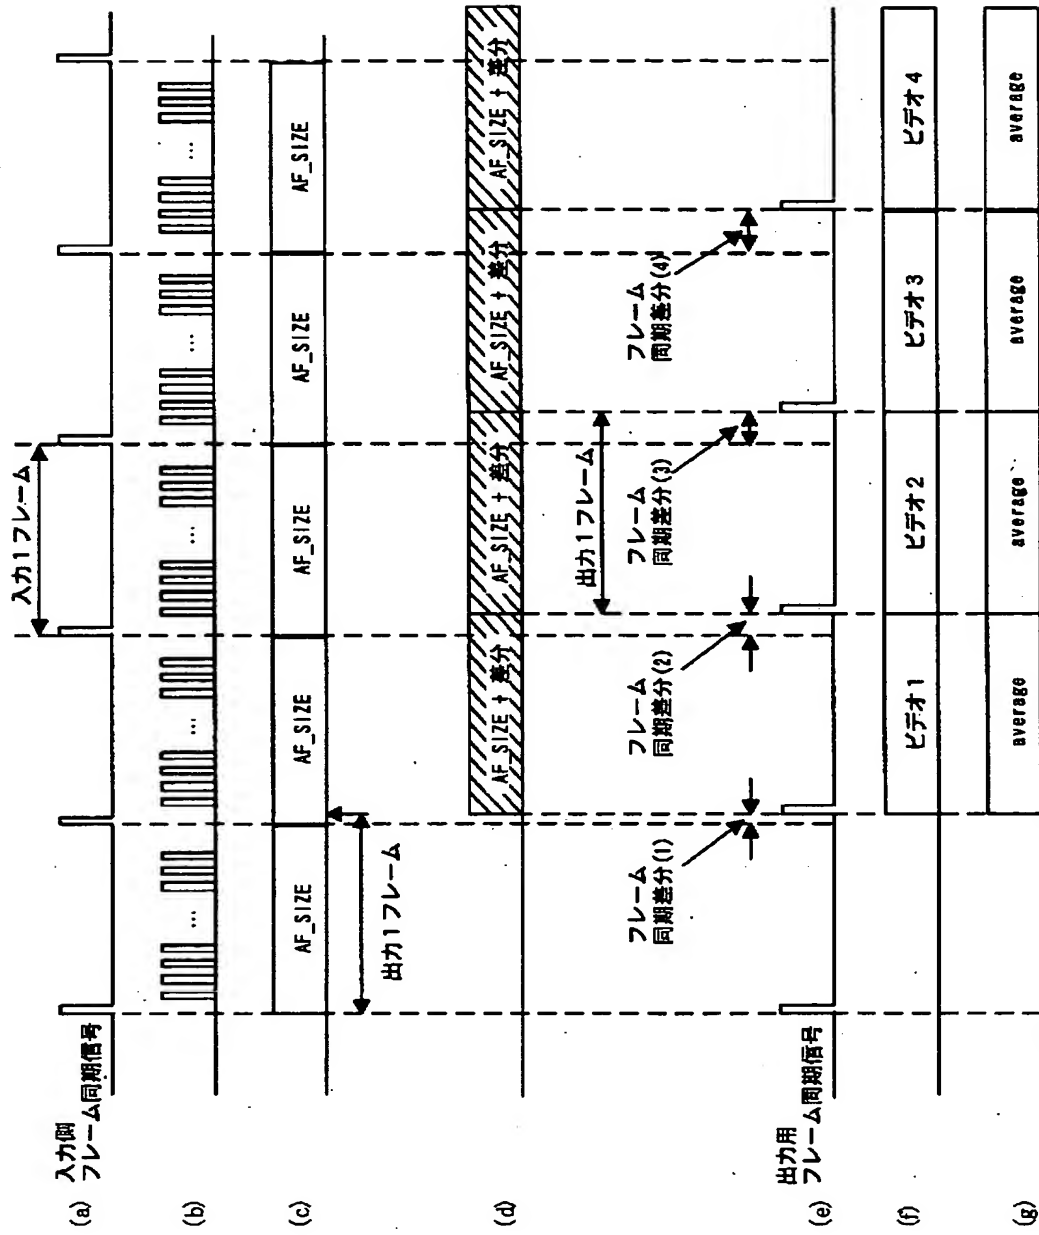 (a)
入力側
フレーム同期信号
入力1フレーム
(b)
...
...
...
...
...
(c)
AF_SIZE
AF_SIZE
AF_SIZE
AF_SIZE
AF_SIZE
出力1フレーム
(d)
AF_SIZE + 差分
AF_SIZE + 差分
AF_SIZE + 差分
AF_SIZE + 差分
出力1フレーム
フレーム
同期差分(1)
フレーム
同期差分(2)
フレーム
同期差分(3)
フレーム
同期差分(4)
(e)
出力用
フレーム同期信号
(f)
ビデオ1
ビデオ2
ビデオ3
ビデオ4
(g)
average
average
average
average